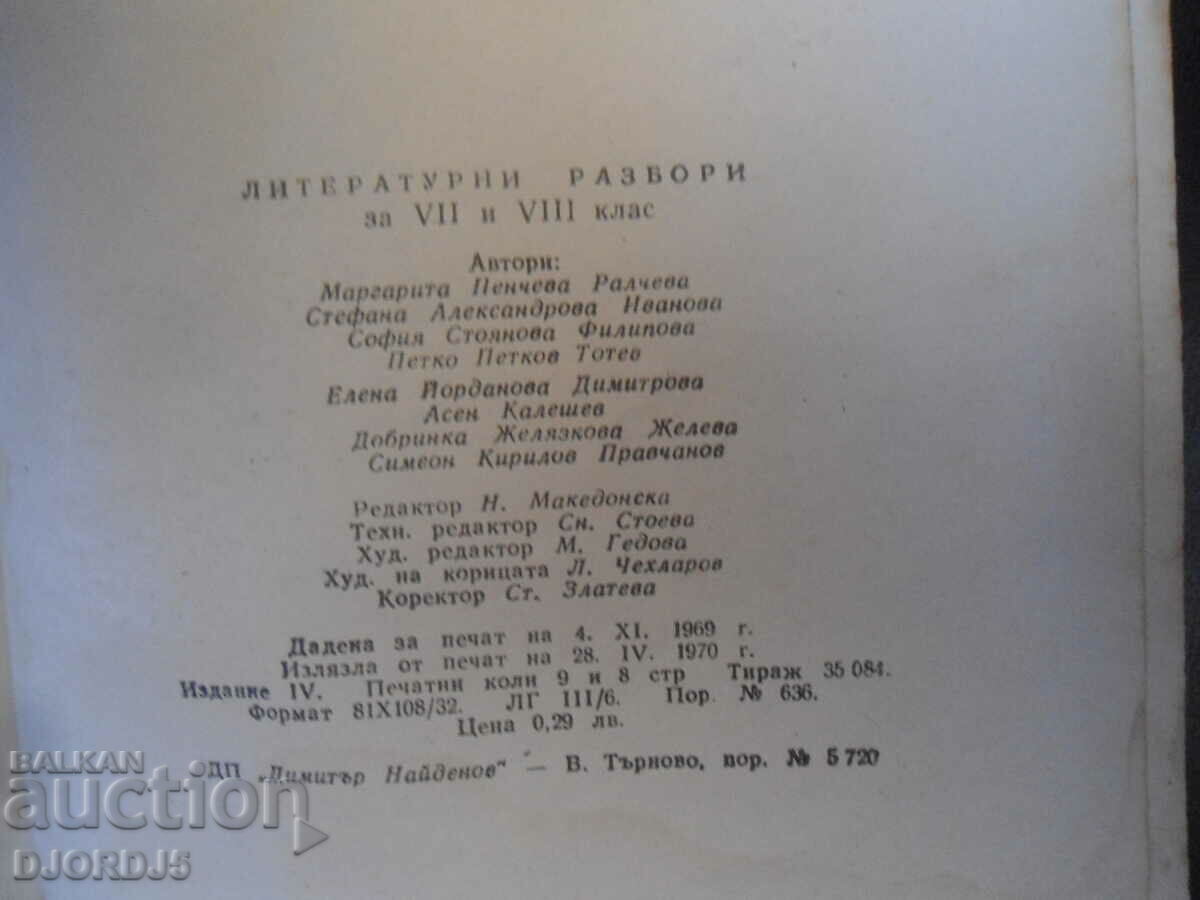 ЛИТЕРАТУРНИ РАЗБОРИ
за VII и VIII клас
Автори:
Маргарита Пенчева Ралчева
Стефана Александрова Иванова
София Стоянова Филипова
Петко Петков Тотев
Елена Йорданова Димитрова
Асен Калешев
Добринка Желязкова Желева
Симеон Кирилов Правчанов
Редактор Н. Македонска
Техн. редактор Сн. Стоева
Худ. редактор М. Гедова
Худ. на корицата Л. Чехларов
Коректор Ст. Златева
Дадена за печат на 4. XI. 1969 г.
Излязла от печат на 28. IV. 1970 г.
Издание IV. Печатни коли 9 и 8 стр Тираж 35 084.
Формат 81X108/32. ЛГ 111/6. Пор. № 636.
Цена 0,29 лв.
ДП „Димитър Найденов" — В. Търново, пор. № 5 720
BALKAN
auction
DJORDJ5